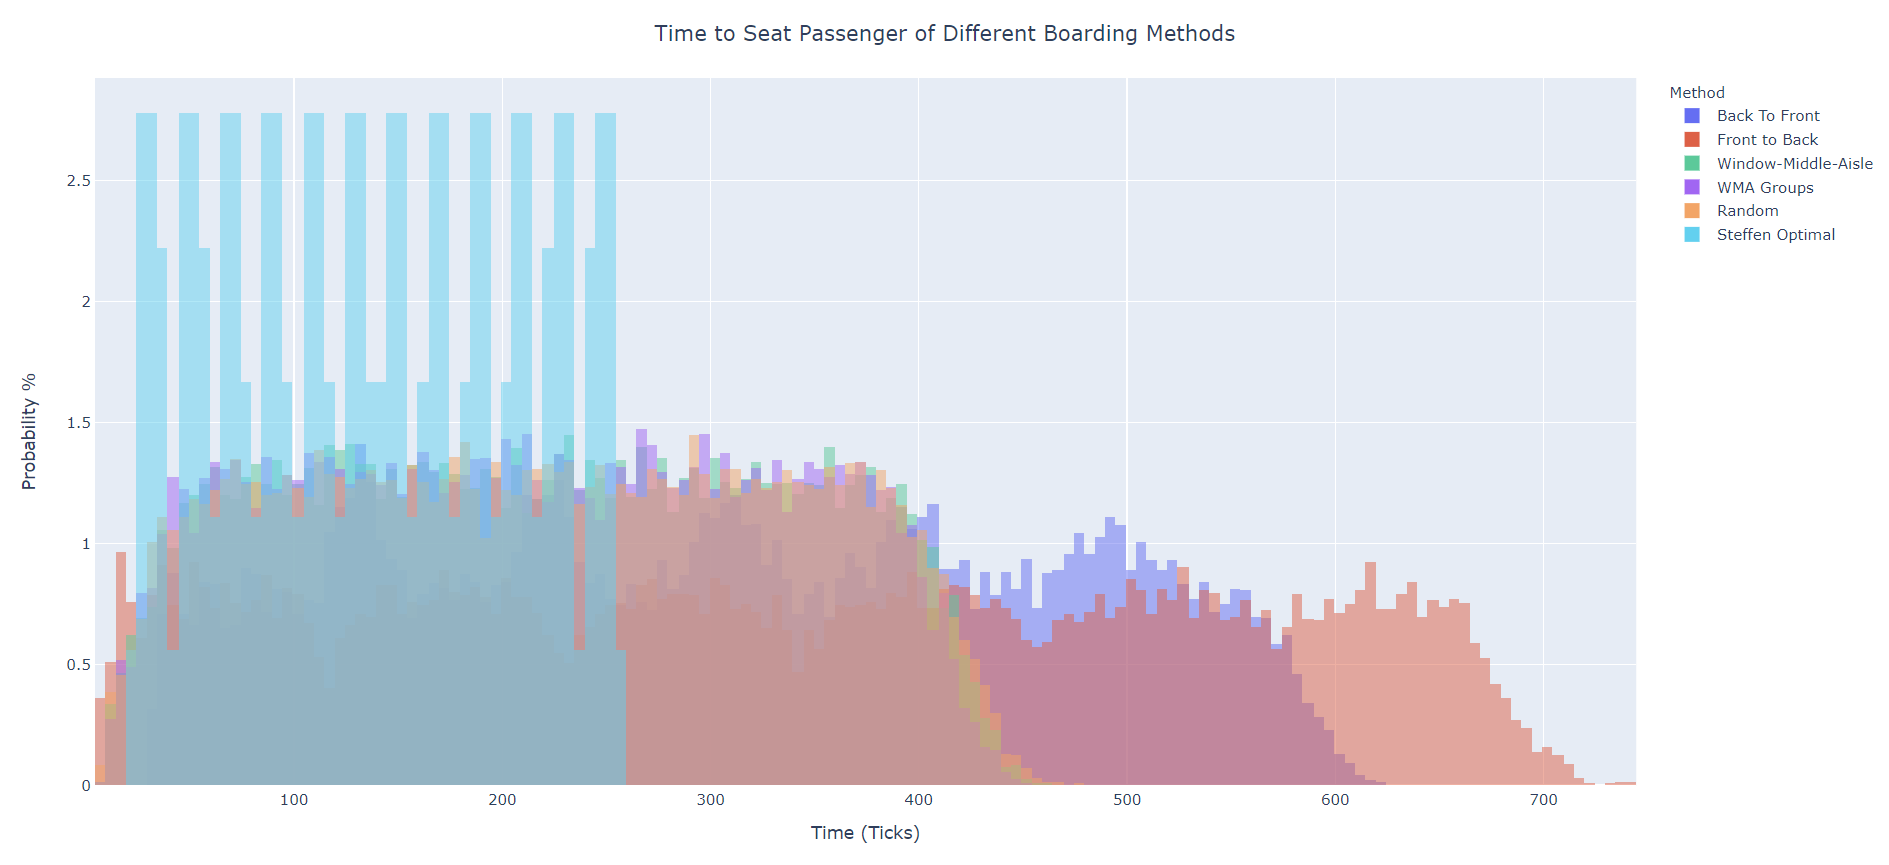 Time to Seat Passenger of Different Boarding Methods
Method
Back To Front
Front to Back
Window-Middle-Aisle
WMA Groups
Random
Steffen Optimal
Probability %
2.5
2
1.5
1
0.5
0
100
200
300
400
500
600
700
Time (Ticks)